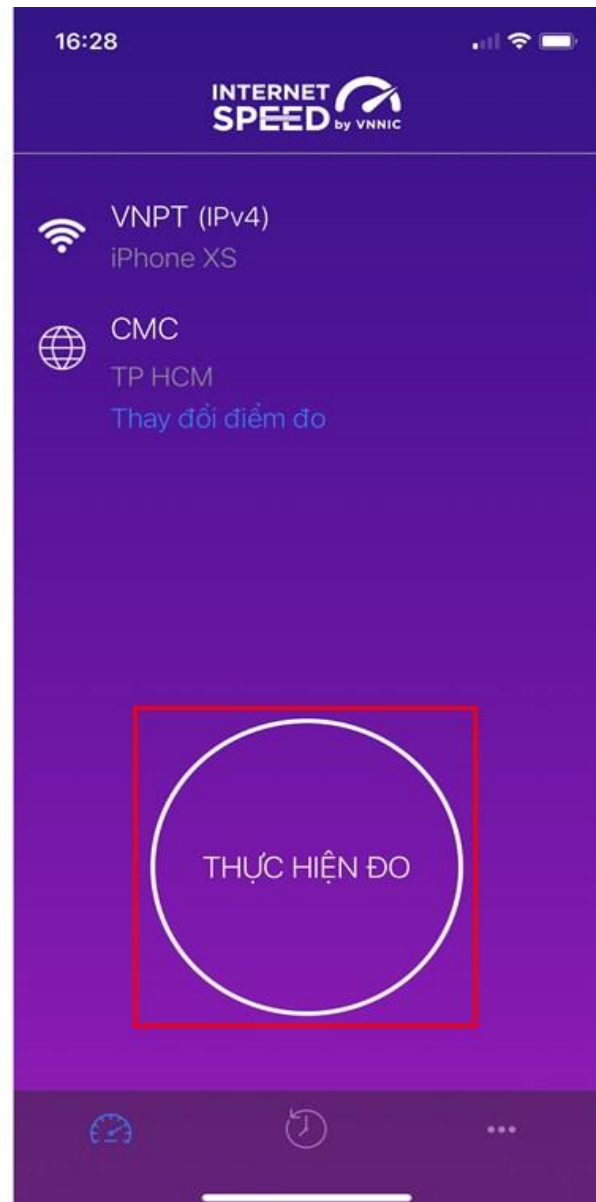 16:28
INTERNET
SPEED by VNNIC
VNPT (IPv4)
iPhone XS
CMC
TP HCM
Thay đổi điểm đo
THỰC HIỆN ĐO